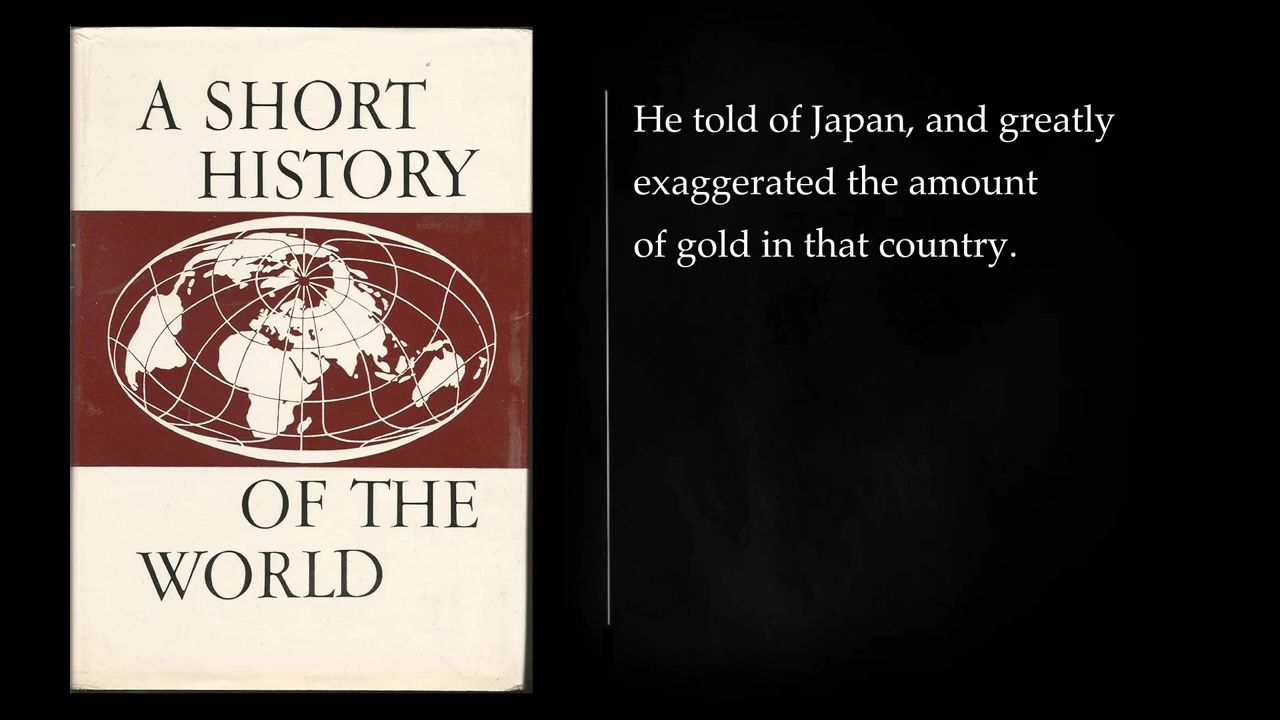 A SHORT
HISTORY
OF THE
WORLD
He told of Japan, and greatly
exaggerated the amount
of gold in that country.